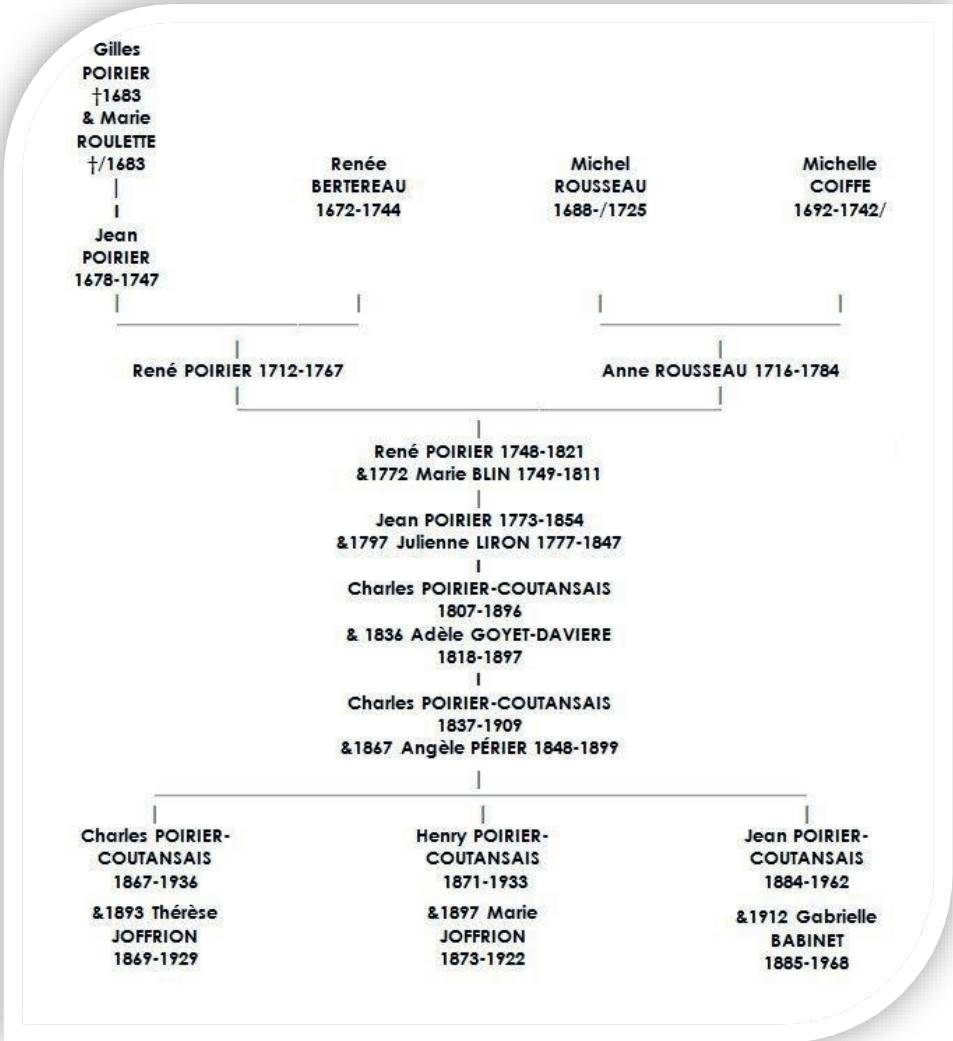 Gilles
POIRIER
†1683
& Marie
ROULETTE
†/1683
Jean
POIRIER
1678-1747
Renée
BERTEREAU
1672-1744
Michel
ROUSSEAU
1688-/1725
Michelle
COIFFE
1692-1742/
René POIRIER 1712-1767
Anne ROUSSEAU 1716-1784
René POIRIER 1748-1821
&1772 Marie BLIN 1749-1811
Jean POIRIER 1773-1854
&1797 Julienne LIRON 1777-1847
Charles POIRIER-COUTANSAIS
1807-1896
& 1836 Adèle GOYET-DAVIERE
1818-1897
Charles POIRIER-COUTANSAIS
1837-1909
&1867 Angèle PÉRIER 1848-1899
Charles POIRIER-
COUTANSAIS
1867-1936
&1893 Thérèse
JOFFRION
1869-1929
Henry POIRIER-
COUTANSAIS
1871-1933
&1897 Marie
JOFFRION
1873-1922
Jean POIRIER-
COUTANSAIS
1884-1962
&1912 Gabrielle
BABINET
1885-1968